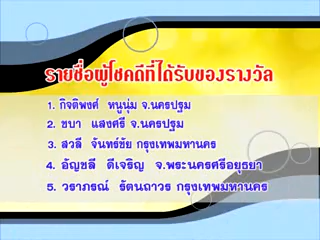 รายชื่อผู้โชคดีที่ได้รับของรางวัล
1. กิจติพงศ์ หนูนุ่ม จ.นครปฐม
2. ชบา แสงศรี จ.นครปฐม
3. สวลี จันทร์ชัย กรุงเทพมหานคร
4. อัญชลี ดีเจริญ จ.พระนครศรีอยุธยา
5. วราภรณ์ รัตนถาวร กรุงเทพมหานคร